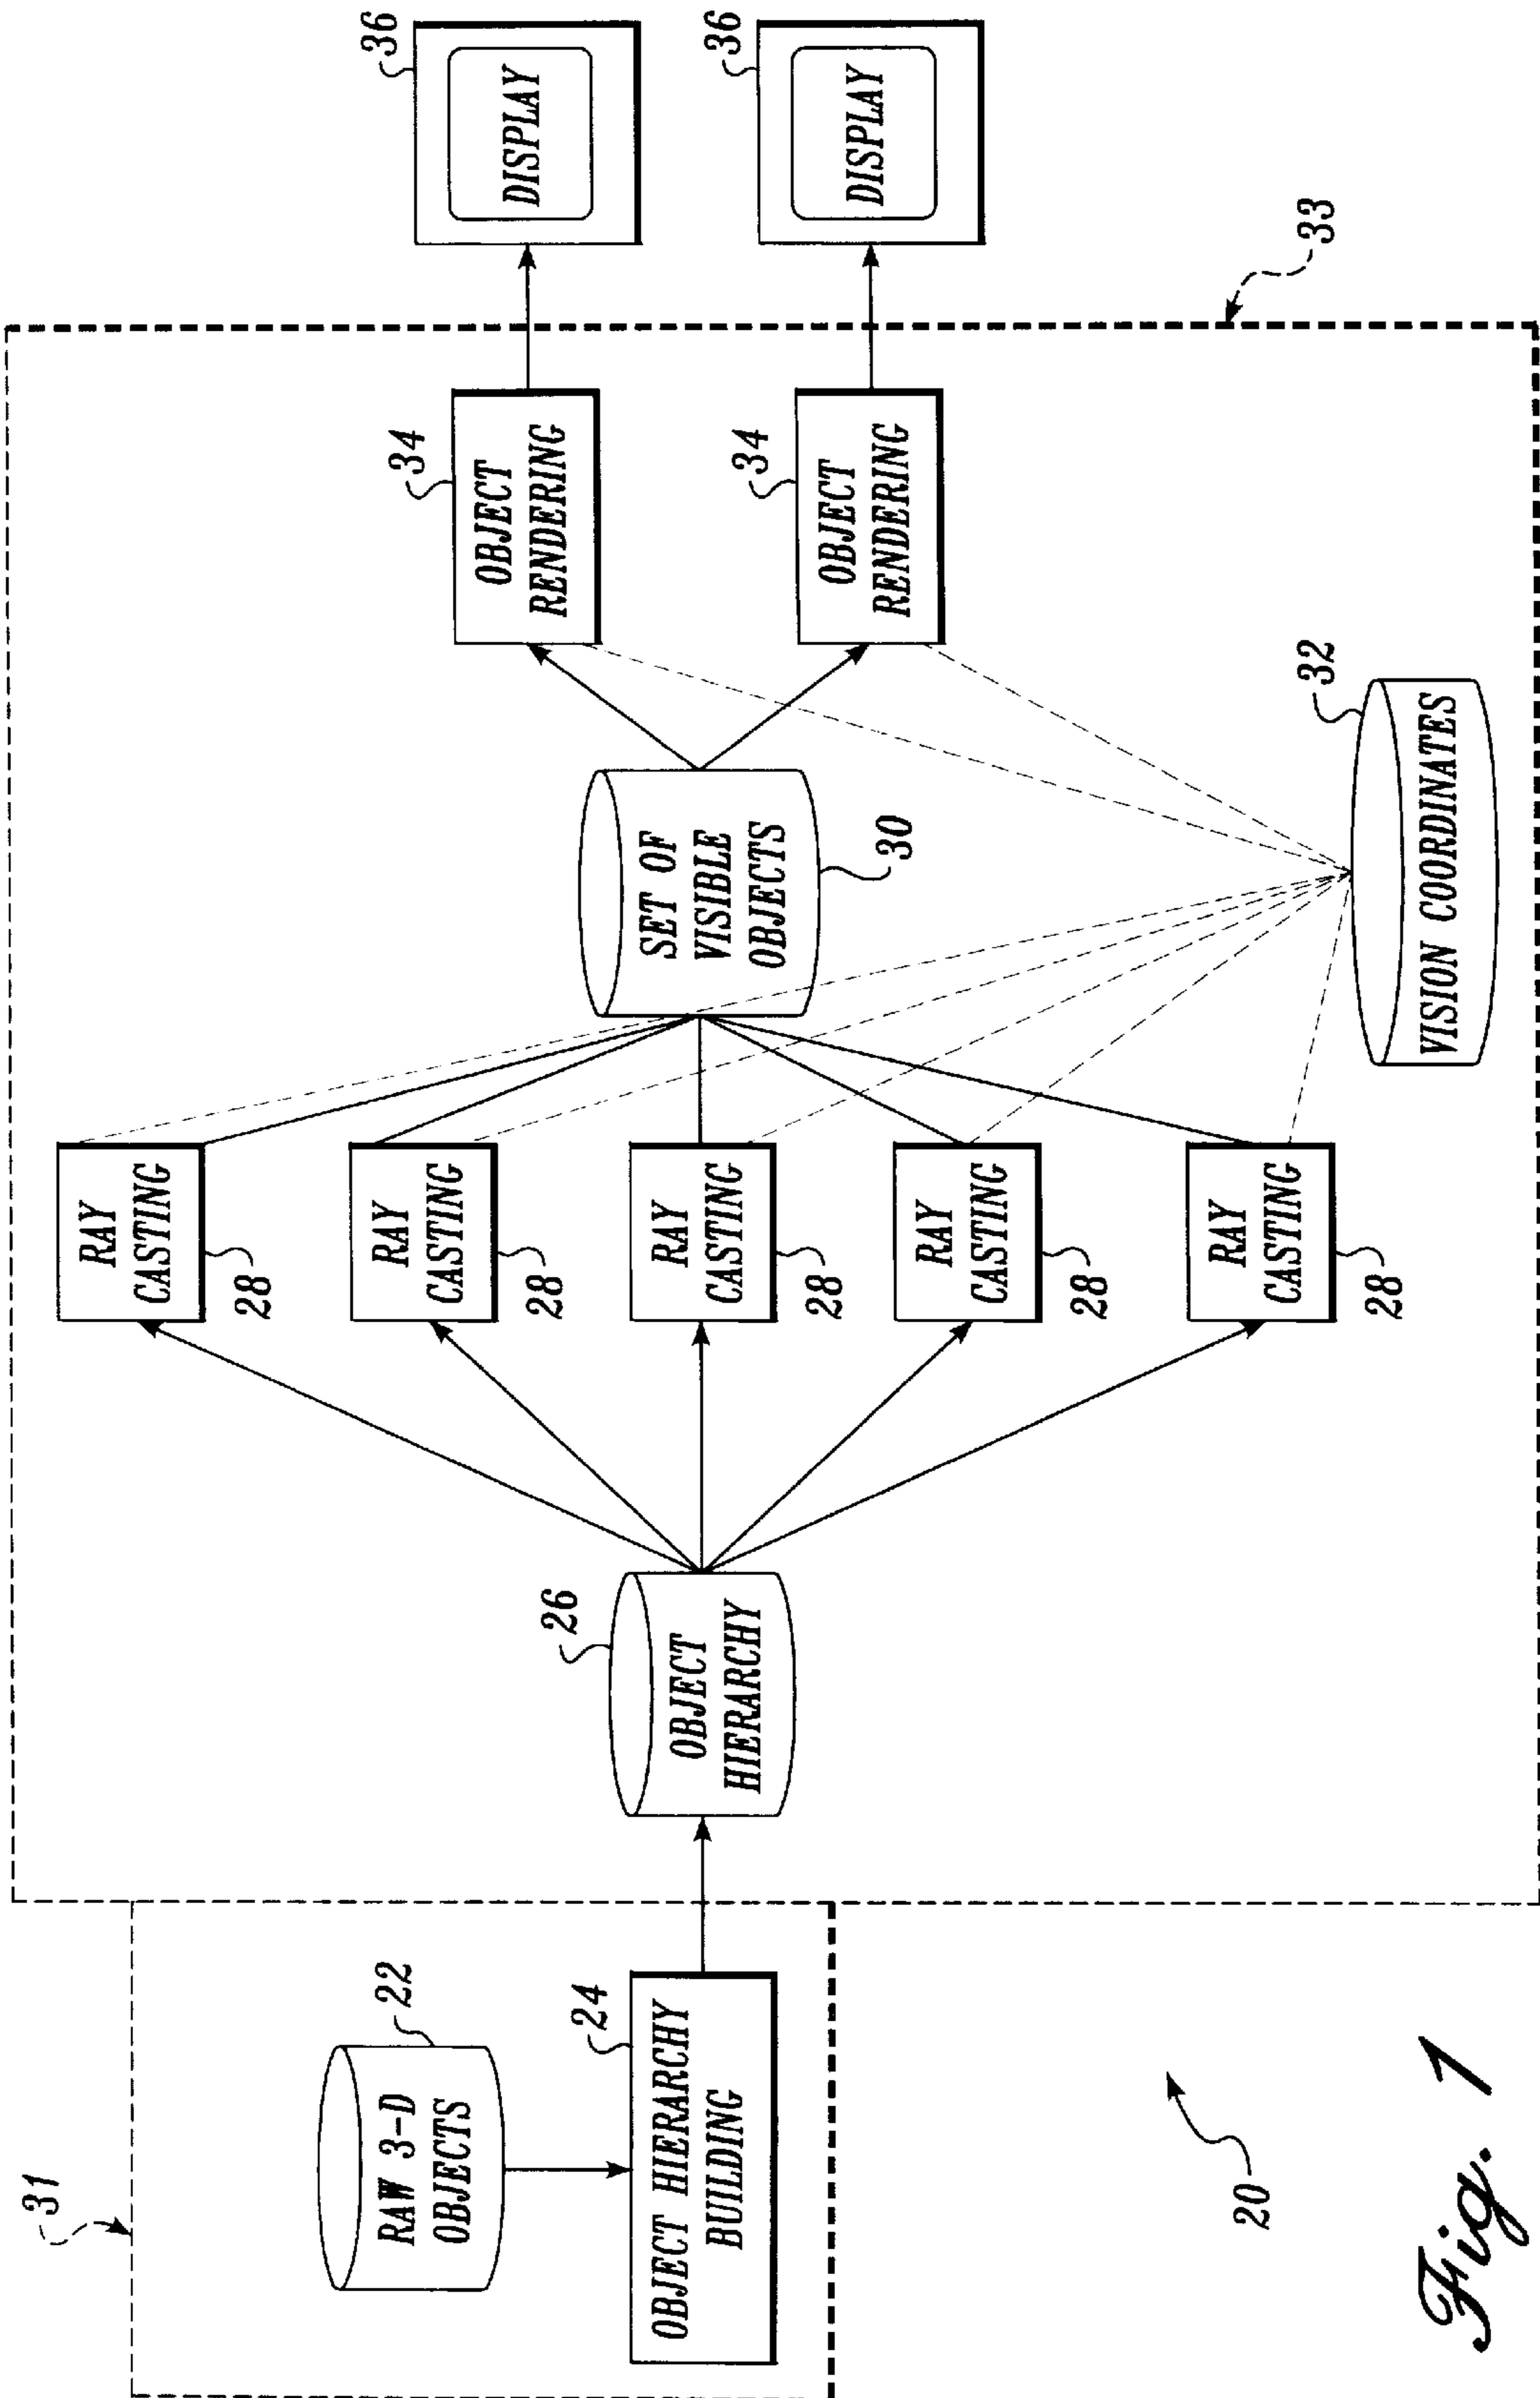 31
RAW 3-D
OBJECTS
22
OBJECT HIERARCHY
BUILDING
24
20
Fig. 1
OBJECT
HIERARCHY
26
RAY
CASTING
28
RAY
CASTING
28
RAY
CASTING
28
RAY
CASTING
28
RAY
CASTING
28
SET OF
VISIBLE
OBJECTS
30
VISION COORDINATES
32
OBJECT
RENDERING
34
OBJECT
RENDERING
34
33
DISPLAY
36
DISPLAY
36